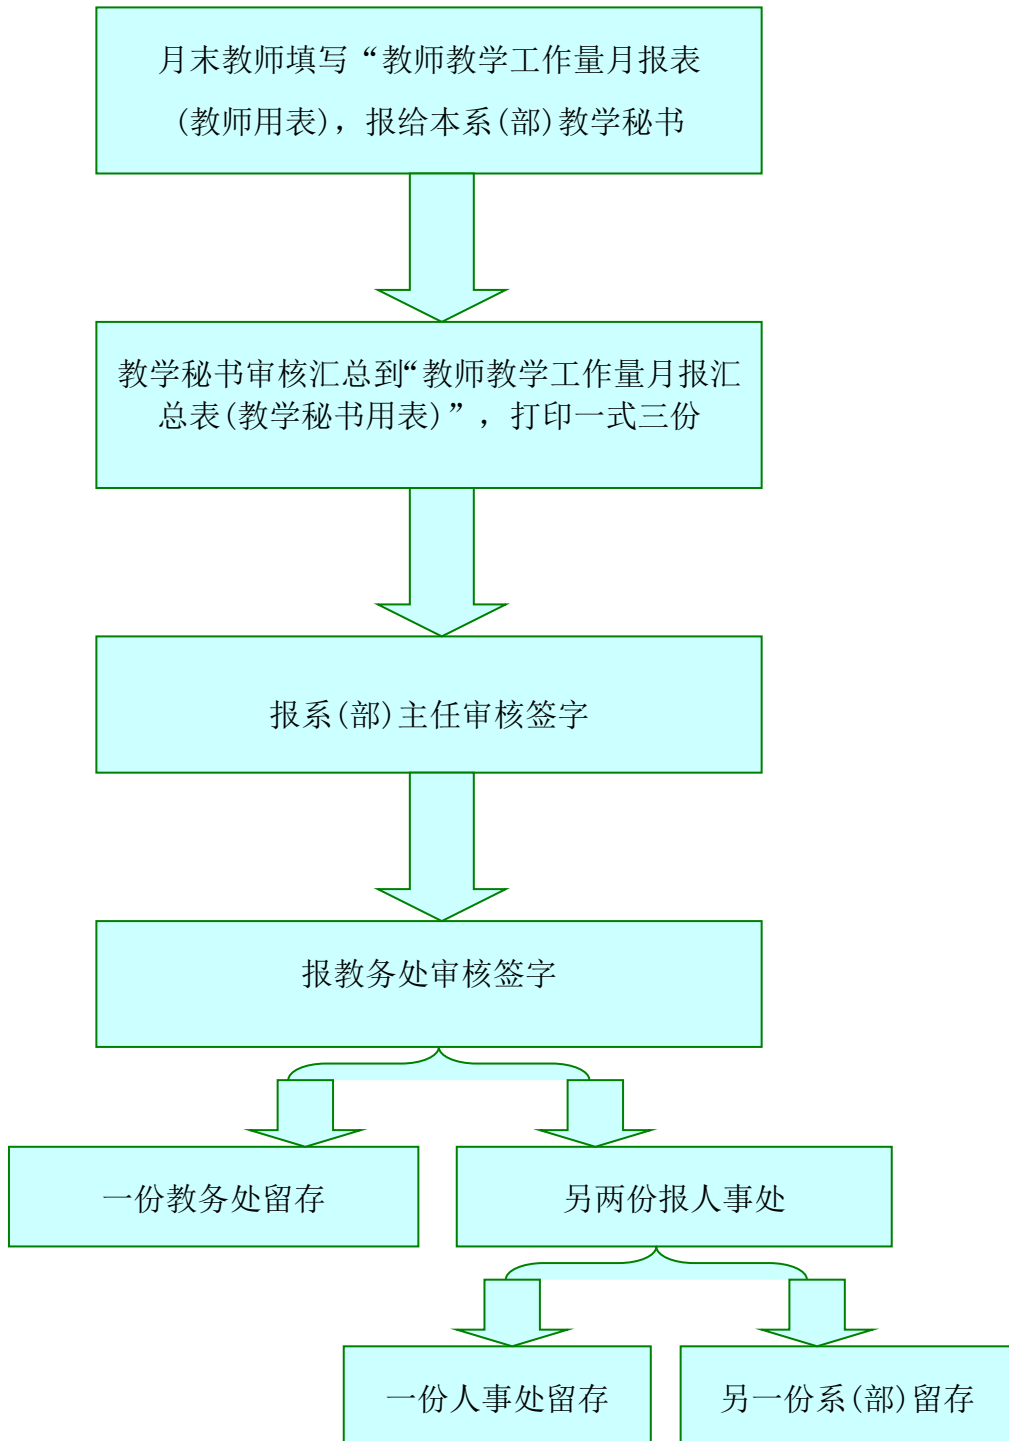 月末教师填写“教师教学工作量月报表
(教师用表)，报给本系(部)教学秘书
教学秘书审核汇总到“教师教学工作量月报汇
总表(教学秘书用表)”，打印一式三份
报系(部)主任审核签字
报教务处审核签字
一份教务处留存
另两份报人事处
一份人事处留存
另一份系(部)留存